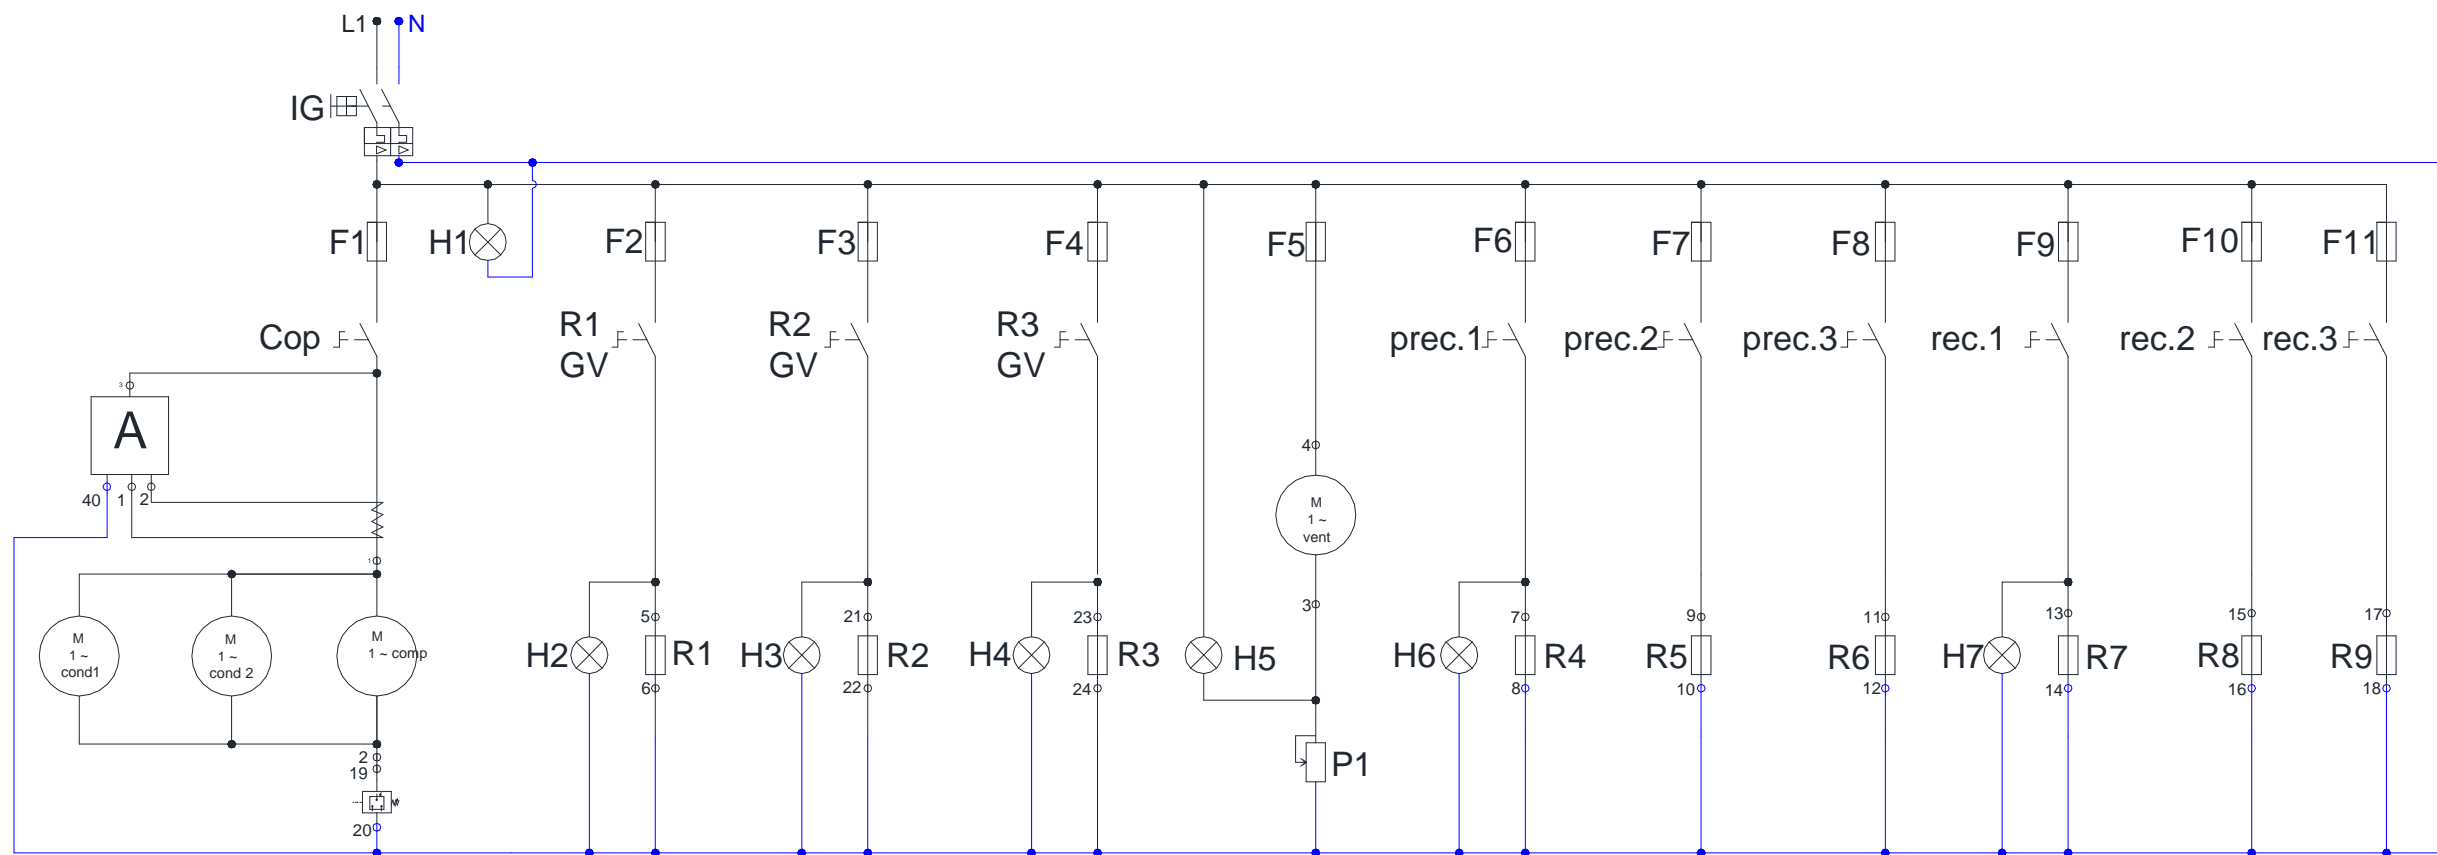 L1 N
IG
F1 H1 F2 F3 F4 F5 F6 F7 F8 F9 F10 F11
Cop R1 GV R2 GV R3 GV prec.1 prec.2 prec.3 rec.1 rec.2 rec.3
3
A
40 1 2
4
M
1 ~
vent
3
1
5 21 23 7 9 11 13 15 17
M
1 ~
cond1
M
1 ~
cond 2
M
1 ~ comp
H2 R1 H3 R2 H4 R3 H5 H6 R4 R5 R6 H7 R7 R8 R9
6 22 24 8 10 12 14 16 18
2
19
P1
20